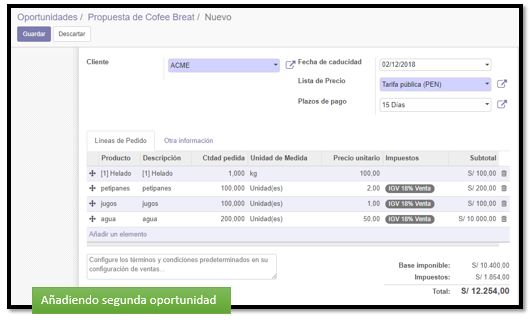 Oportunidades / Propuesta de Cofee Breat / Nuevo
Guardar Descartar
Cliente ACME Fecha de caducidad 02/12/2018
Lista de Precio Tarifa pública (PEN)
Plazos de pago 15 Días
Líneas de Pedido Otra información
Producto Descripción Ctdad pedida Unidad de Medida Precio unitario Impuestos Subtotal
[1] Helado [1] Helado 1,000 kg 100,00 S/ 100,00
petipanes petipanes 100,000 Unidad(es) 2,00 IGV 18% Venta S/ 200,00
jugos jugos 100,000 Unidad(es) 1,00 IGV 18% Venta S/ 100,00
agua agua 200,000 Unidad(es) 50,00 IGV 18% Venta S/ 10 000,00
Añadir un elemento
Configure los términos y condiciones predeterminados en su
configuración de ventas...
Base imponible: S/ 10.400,00
Impuestos: S/ 1.854,00
Total: S/ 12.254,00
Añadiendo segunda oportunidad